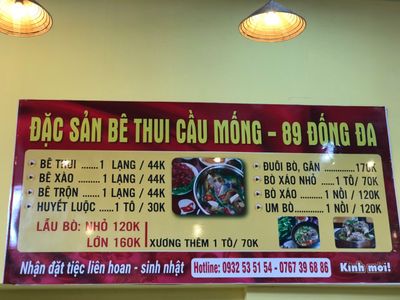 ĐẶC SẢN BÊ THUI CẦU MỐNG - 89 ĐỐNG ĐA
BÊ THUI .......1 LẠNG / 44K
BÊ XÀO ..........1 LẠNG / 44K
BÊ TRỘN ........1 LẠNG / 44K
HUYẾT LUỘC ....1 TÔ / 30K
LẨU BÒ: NHỎ 120K
LỚN 160K
XƯƠNG THÊM 1 TÔ/ 70K
ĐUÔI BÒ, GÂN ..............170K
BÒ XÁO NHỎ ....1 TÔ/ 70K
BÒ XÁO ..........1 NỒI / 120K
UM BÒ..............1 NỒI / 120K
Nhận đặt tiệc liên hoan - sinh nhật
Hotline: 0932 53 51 54 - 0767 39 68 86
Kính mời!